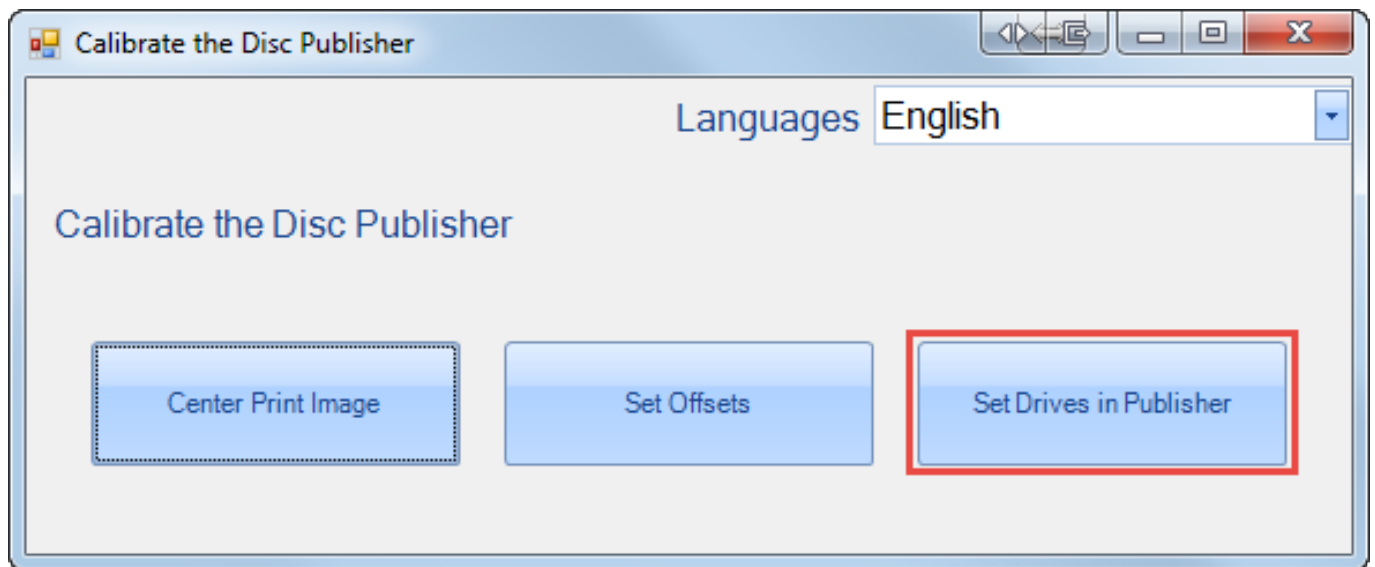 Calibrate the Disc Publisher
Languages English
Calibrate the Disc Publisher
Center Print Image
Set Offsets
Set Drives in Publisher